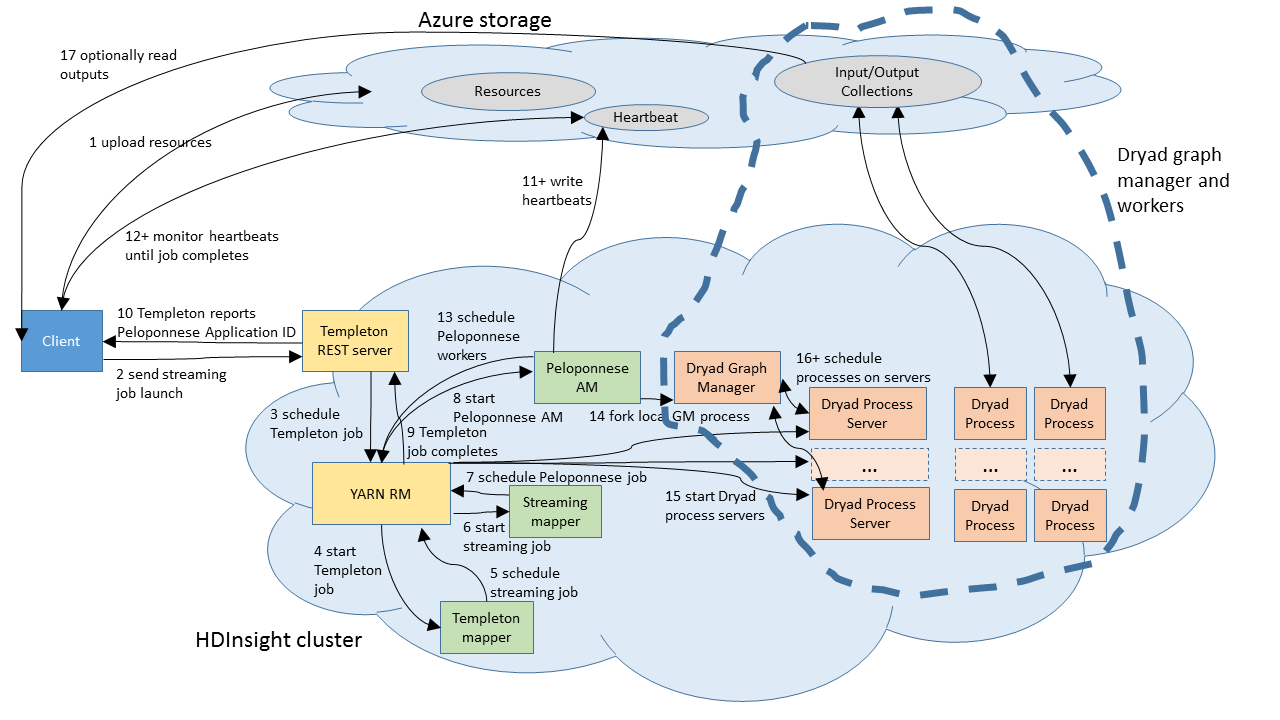 Azure storage
17 optionally read
outputs
Resources
Input/Output
Collections
Heartbeat
1 upload resources
Dryad graph
manager and
workers
11+ write
heartbeats
12+ monitor heartbeats
until job completes
10 Templeton reports
Peloponnese Application ID
Client
2 send streaming
job launch
Templeton
REST server
13 schedule
Peloponnese
workers
Peloponnese
AM
Dryad Graph
Manager
16+ schedule
processes on servers
8 start
Peloponnese AM
14 fork local GM process
3 schedule
Templeton job
9 Templeton
job completes
Dryad Process
Server
Dryad
Process
Dryad
Process
...
...
...
YARN RM
7 schedule Peloponnese job
Streaming
mapper
6 start
streaming job
15 start Dryad
process servers
Dryad Process
Server
Dryad
Process
Dryad
Process
4 start
Templeton
job
5 schedule
streaming job
Templeton
mapper
HDInsight cluster